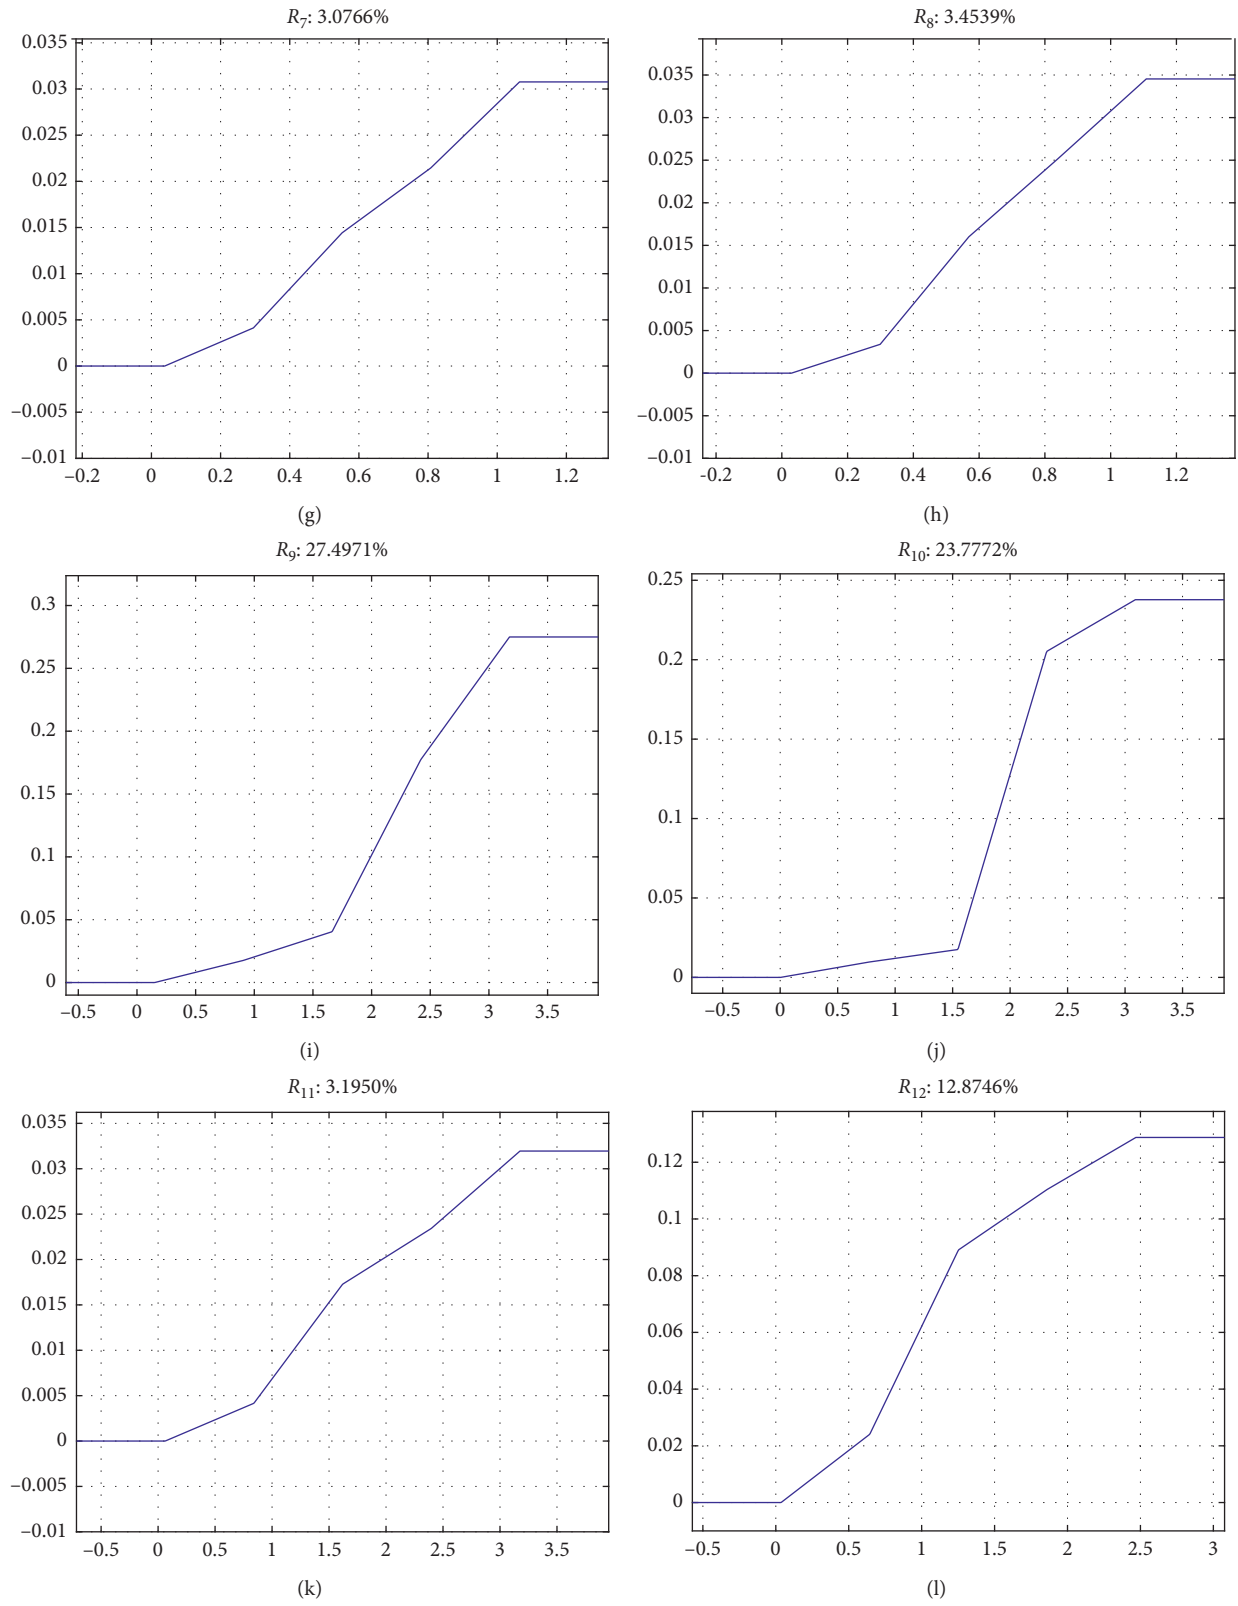 R7: 3.0766%
0.035
0.03
0.025
0.02
0.015
0.01
0.005
0
−0.005
−0.01
−0.2 0 0.2 0.4 0.6 0.8 1 1.2
(g)
R8: 3.4539%
0.035
0.03
0.025
0.02
0.015
0.01
0.005
0
−0.005
−0.01
-0.2 0 0.2 0.4 0.6 0.8 1 1.2
(h)
R9: 27.4971%
0.3
0.25
0.2
0.15
0.1
0.05
0
−0.5 0 0.5 1 1.5 2 2.5 3 3.5
(i)
R10: 23.7772%
0.25
0.2
0.15
0.1
0.05
0
−0.5 0 0.5 1 1.5 2 2.5 3 3.5
(j)
R11: 3.1950%
0.035
0.03
0.025
0.02
0.015
0.010
0.005
0
−0.005
−0.01
−0.5 0 0.5 1 1.5 2 2.5 3 3.5
(k)
R12: 12.8746%
0.12
0.1
0.08
0.06
0.04
0.02
0
−0.5 0 0.5 1 1.5 2 2.5 3
(l)